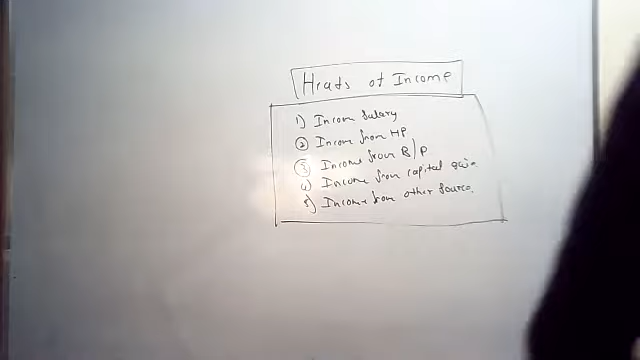 Heads of Income
1) Income Salary
2 Income from HP
3 Income from B/P
4) Income from capital gain
5) Income from other Source.